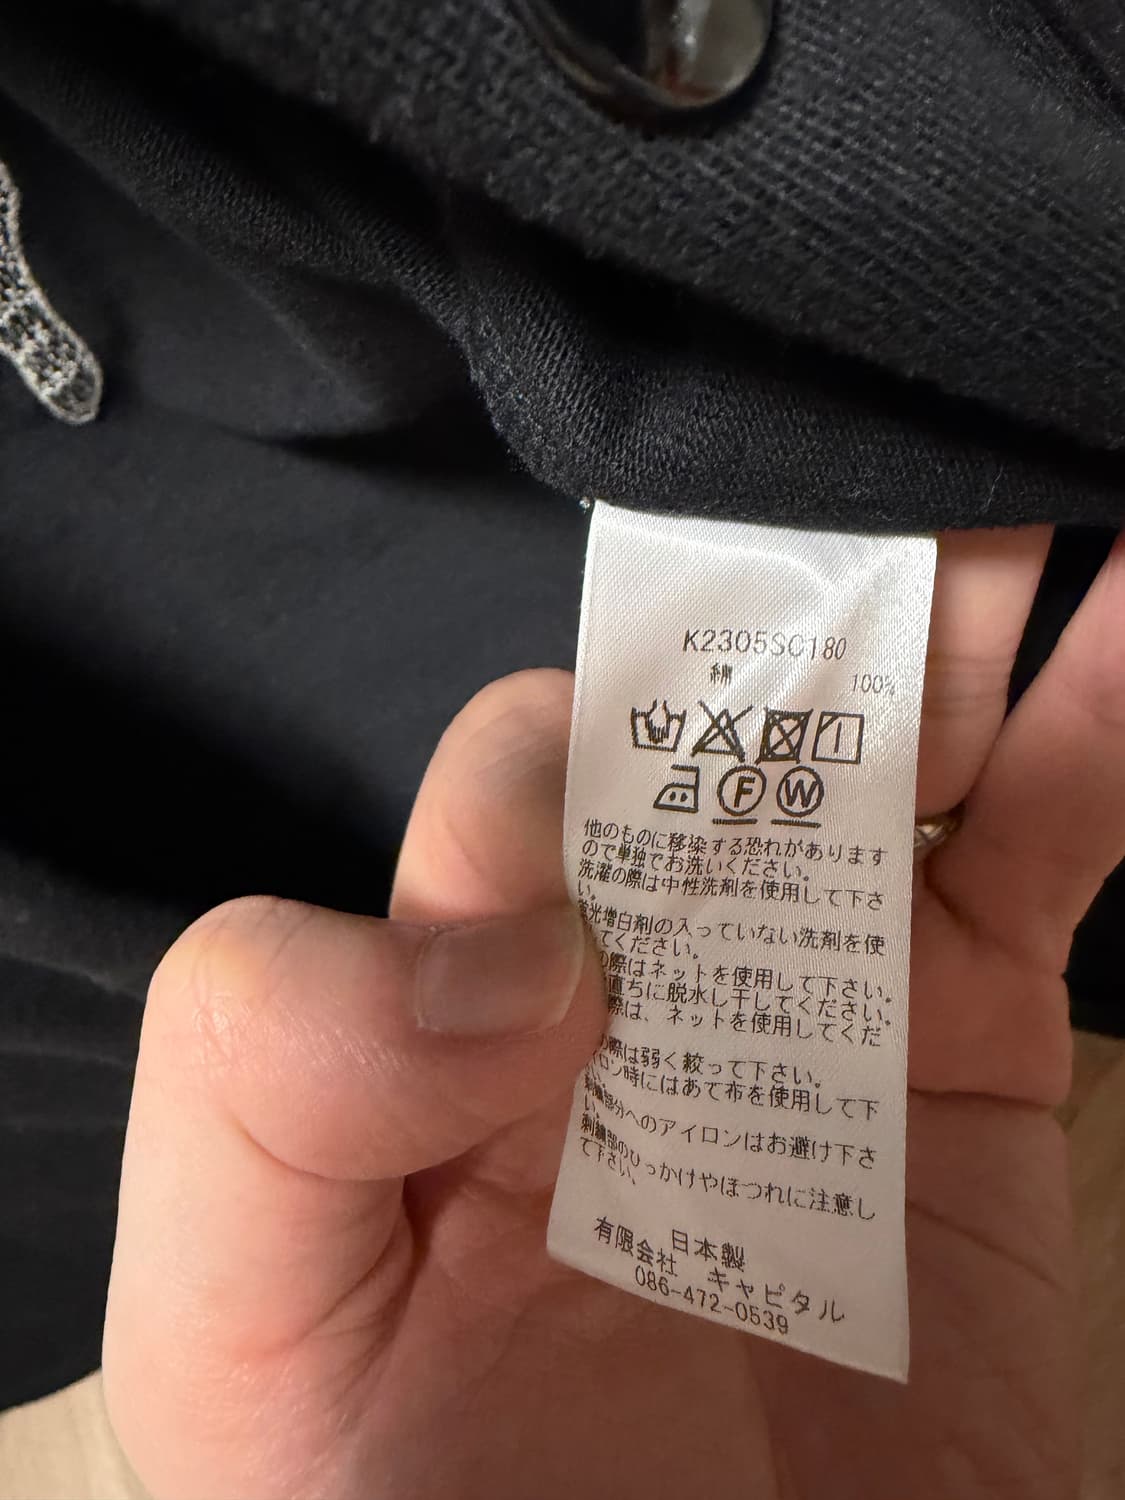 K2305SC180
綿 100%
F W
他のものに移染する恐れがあります
ので単独でお洗いください。
洗濯の際は中性洗剤を使用して下さ
い。
蛍光増白剤の入っていない洗剤を使
てください。
の際はネットを使用して下さい。
直ちに脱水し干してください。
際は、ネットを使用してくだ
の際は弱く絞って下さい。
イロン時にはあて布を使用して下
い。
刺繍部分へのアイロンはお避け下さ
い。
刺繍部のひっかけやほつれに注意し
て下さい。
日本製
有限会社 キャピタル
086-472-0539